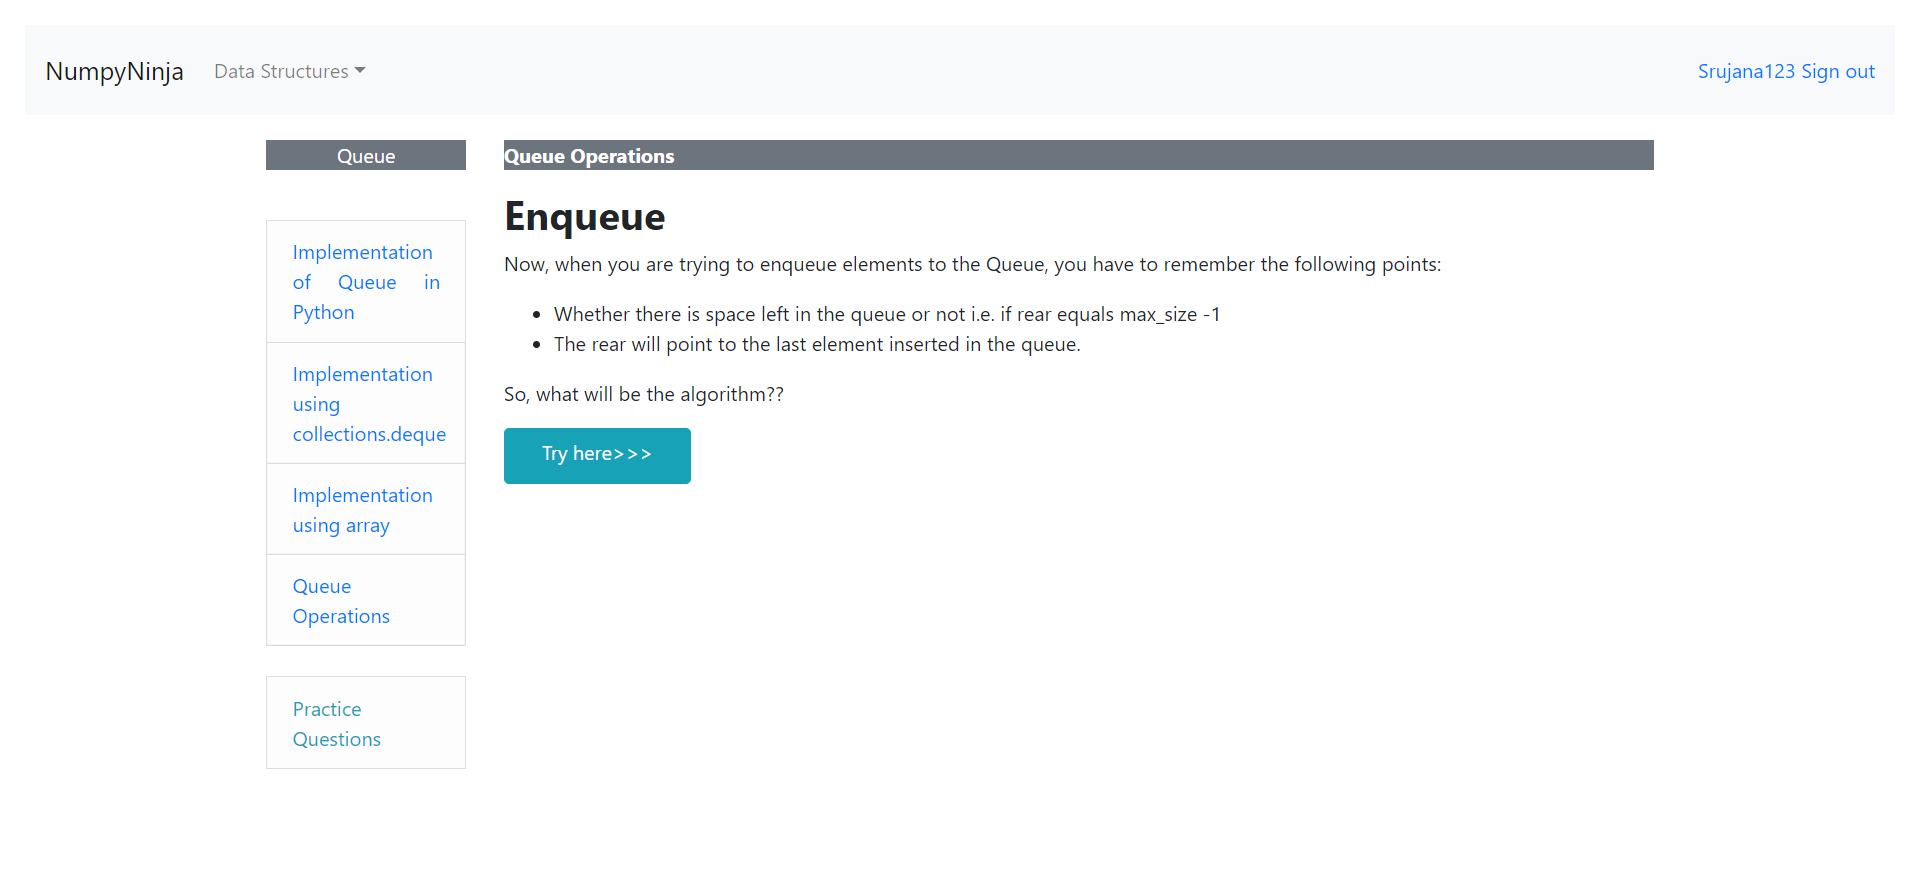 NumpyNinja
Data Structures
Srujana123 Sign out
Queue
Implementation
of Queue in
Python
Implementation
using
collections.deque
Implementation
using array
Queue
Operations
Practice
Questions
Queue Operations
Enqueue
Now, when you are trying to enqueue elements to the Queue, you have to remember the following points:
• Whether there is space left in the queue or not i.e. if rear equals max_size -1
• The rear will point to the last element inserted in the queue.
So, what will be the algorithm??
Try here>>>